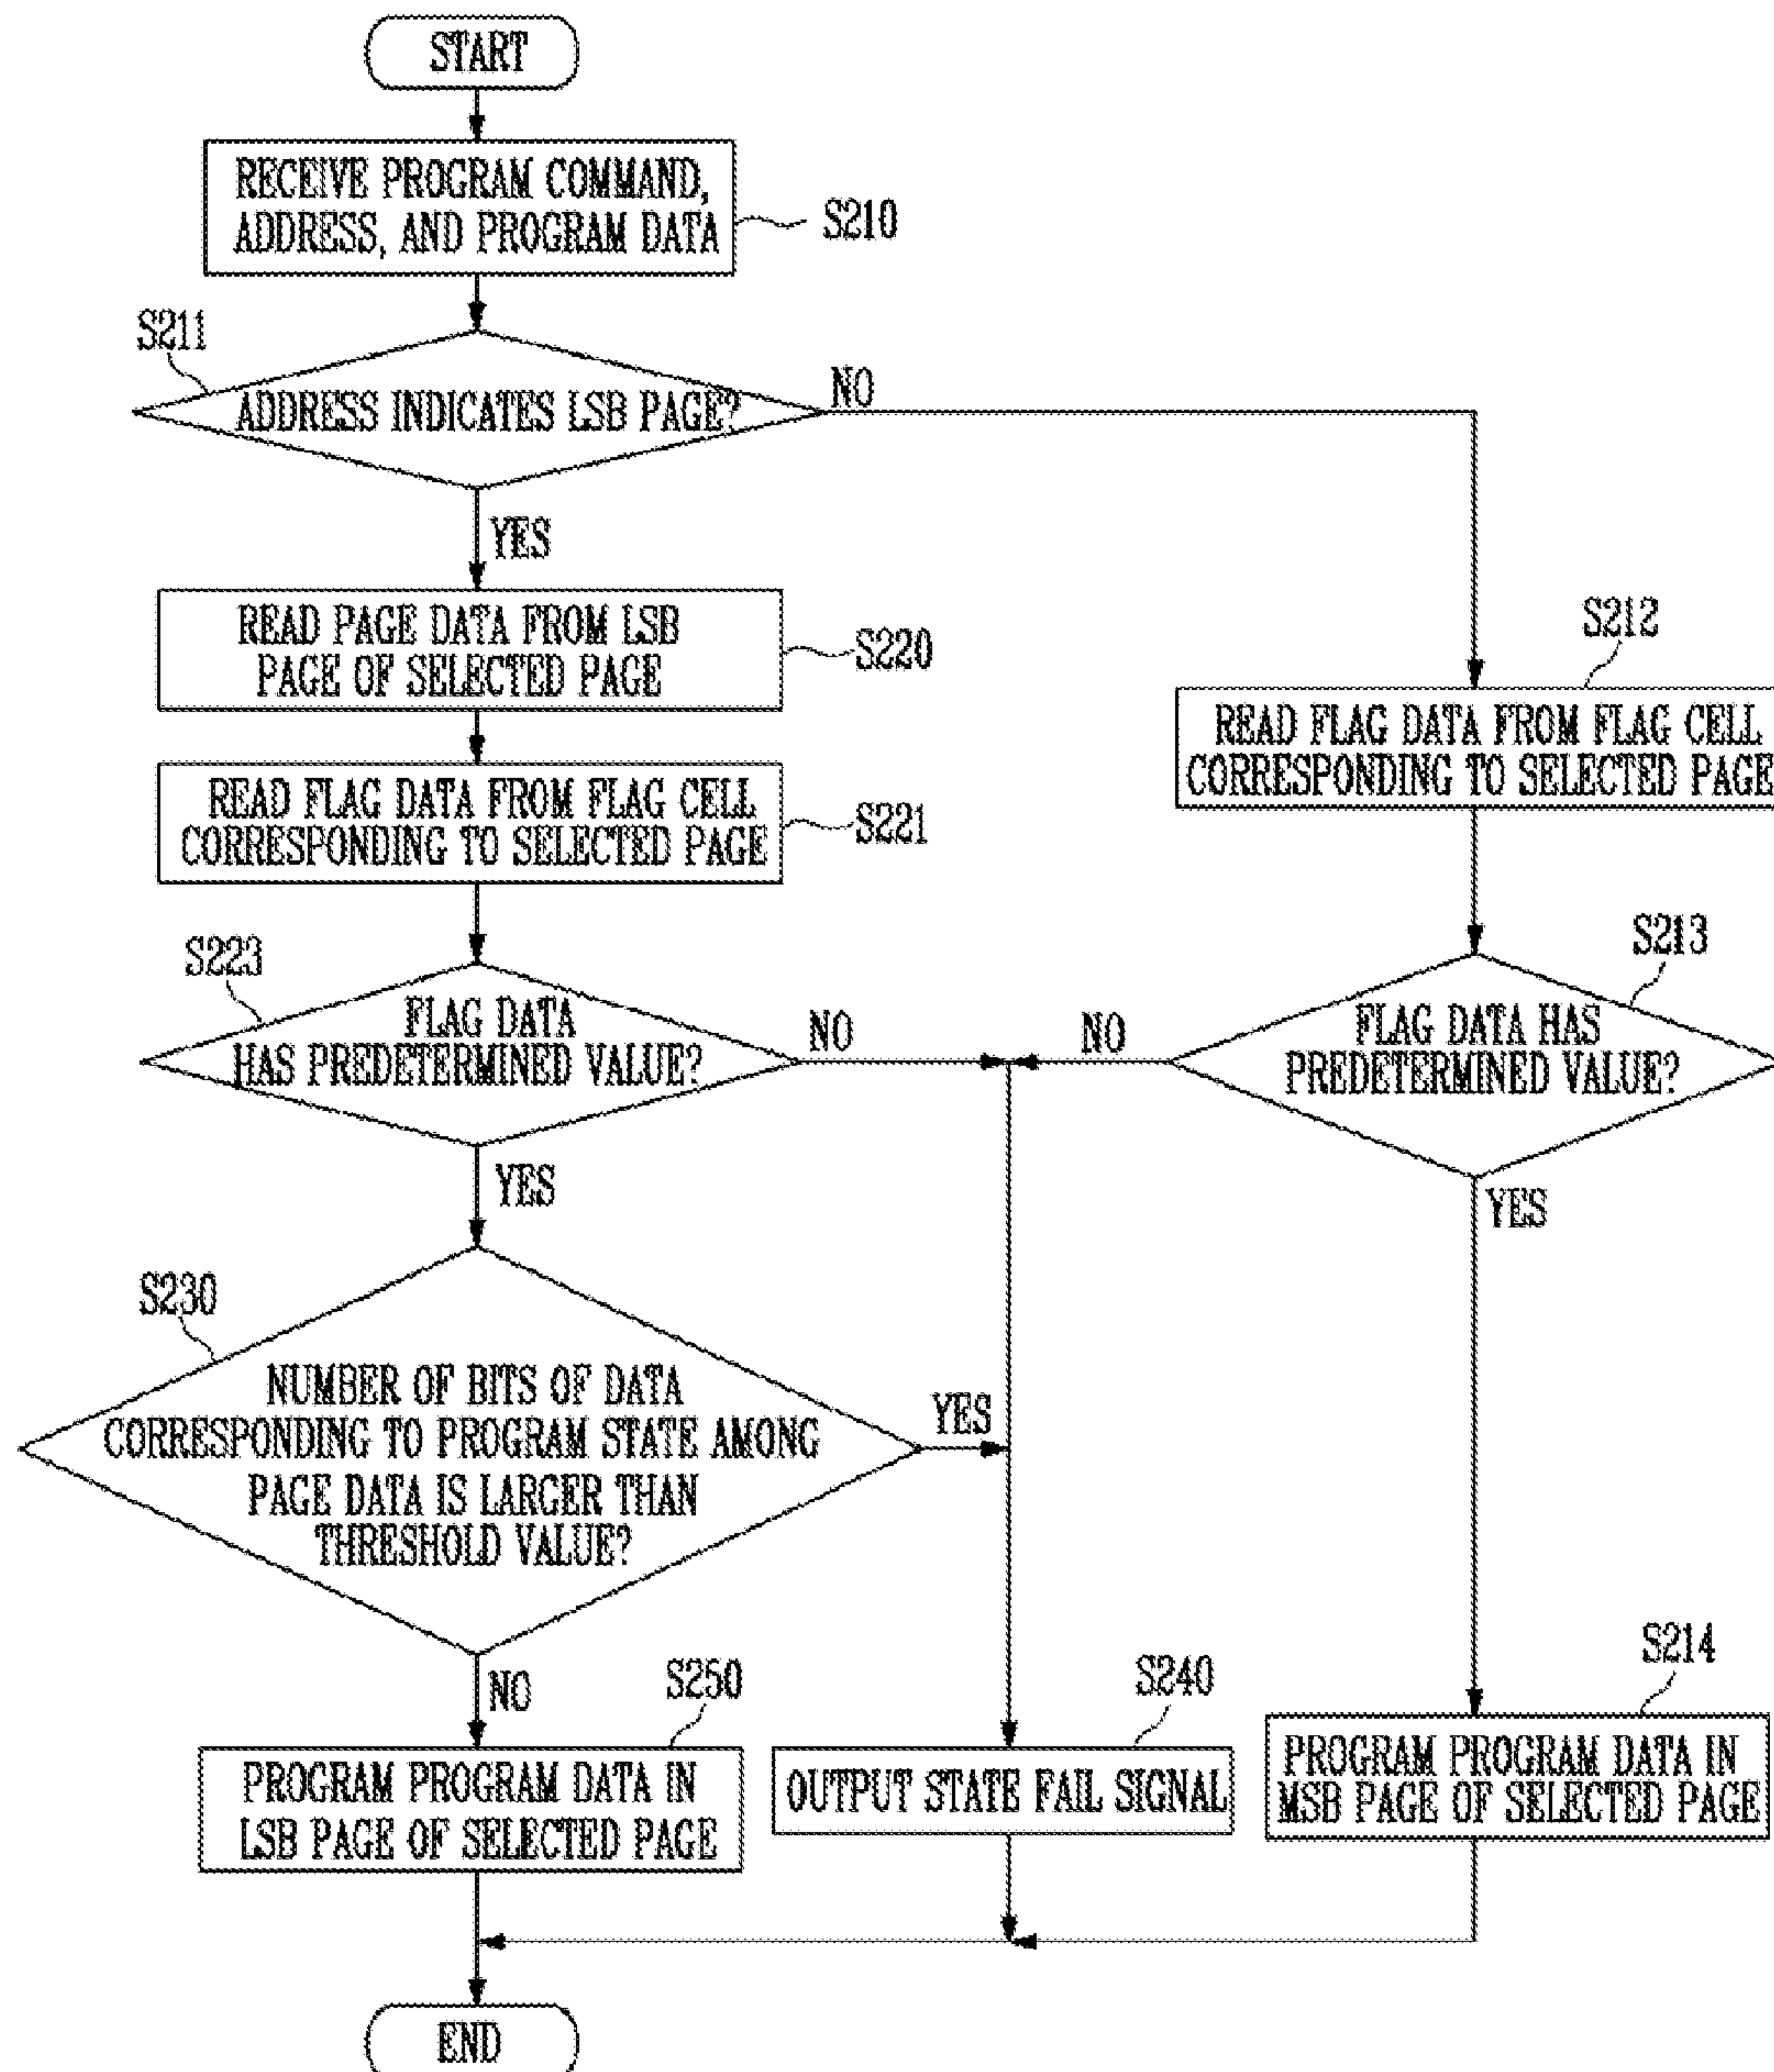 START
RECEIVE PROGRAM COMMAND,
ADDRESS, AND PROGRAM DATA
S210
S211
ADDRESS INDICATES LSB PAGE?
NO
YES
READ PAGE DATA FROM LSB
PAGE OF SELECTED PAGE
S220
S212
READ FLAG DATA FROM FLAG CELL
CORRESPONDING TO SELECTED PAGE
READ FLAG DATA FROM FLAG CELL
CORRESPONDING TO SELECTED PAGE
S221
S223
FLAG DATA
HAS PREDETERMINED VALUE?
NO
NO
S213
FLAG DATA HAS
PREDETERMINED VALUE?
YES
YES
S230
NUMBER OF BITS OF DATA
CORRESPONDING TO PROGRAM STATE AMONG
PAGE DATA IS LARGER THAN
THRESHOLD VALUE?
YES
NO
S250
PROGRAM PROGRAM DATA IN
LSB PAGE OF SELECTED PAGE
S240
OUTPUT STATE FAIL SIGNAL
S214
PROGRAM PROGRAM DATA IN
MSB PAGE OF SELECTED PAGE
END